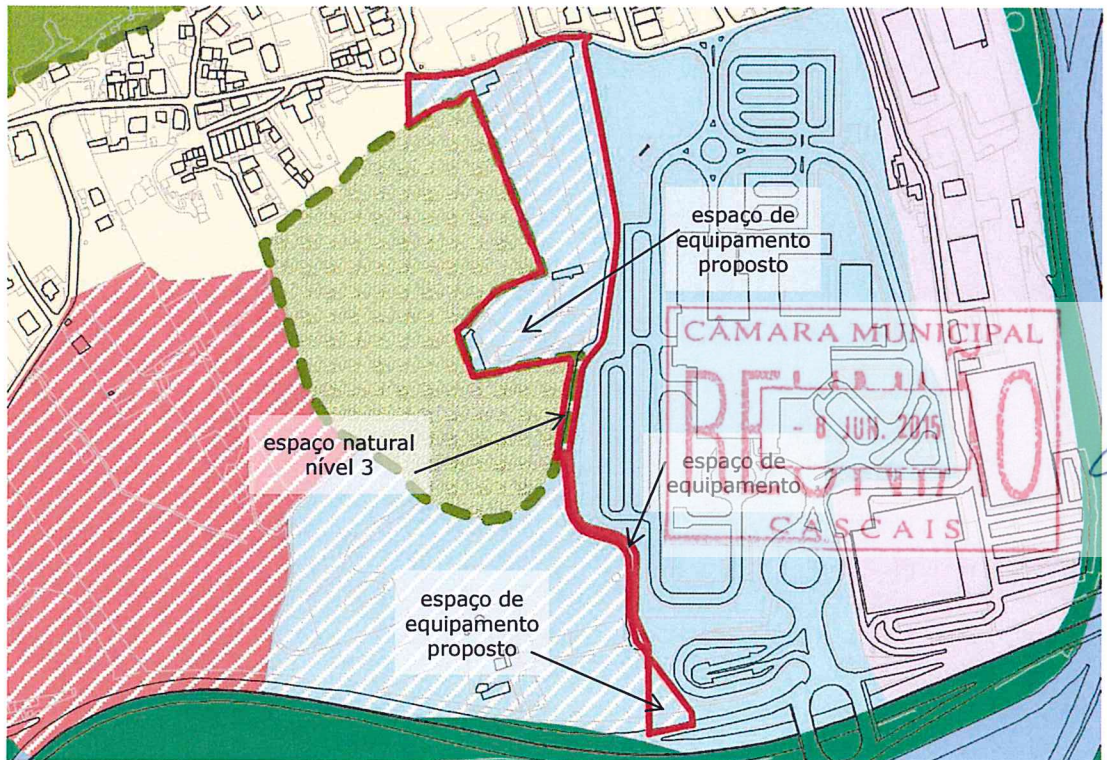 espaço de
equipamento
proposto
CÂMARA MUNICIPAL
- 8 JUN. 2015
CASCAIS
espaço natural
nível 3
espaço de
equipamento
espaço de
equipamento
proposto